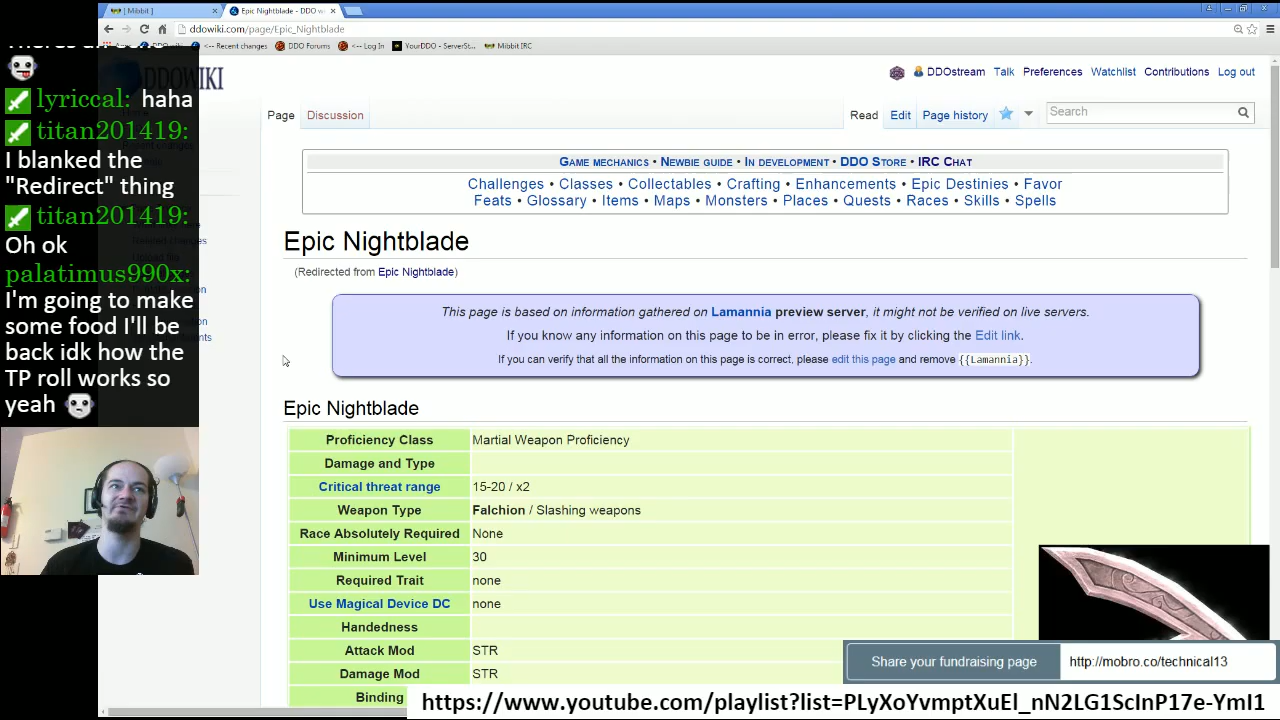 [ Mibbit ]
Epic Nightblade - DDO wi
ddowiki.com/page/Epic_Nightblade
<-- Recent changes
DDO Forums
<-- Log In
YourDDO - ServerSt...
Mibbit IRC
lyriccal: haha
titan201419:
I blanked the
"Redirect" thing
titan201419:
Oh ok
palatimus990x:
I'm going to make
some food I'll be
back idk how the
TP roll works so
yeah
DDOWIKI
DDOstream Talk Preferences Watchlist Contributions Log out
Page Discussion
Read Edit Page history
Search
Game mechanics • Newbie guide • In development • DDO Store • IRC Chat
Challenges • Classes • Collectables • Crafting • Enhancements • Epic Destinies • Favor
Feats • Glossary • Items • Maps • Monsters • Places • Quests • Races • Skills • Spells
Epic Nightblade
(Redirected from Epic Nightblade)
This page is based on information gathered on Lamannia preview server, it might not be verified on live servers.
If you know any information on this page to be in error, please fix it by clicking the Edit link.
If you can verify that all the information on this page is correct, please edit this page and remove {{Lamannia}}.
Epic Nightblade
Proficiency Class Martial Weapon Proficiency
Damage and Type
Critical threat range 15-20 / x2
Weapon Type Falchion / Slashing weapons
Race Absolutely Required None
Minimum Level 30
Required Trait none
Use Magical Device DC none
Handedness
Attack Mod STR
Damage Mod STR
Binding
Share your fundraising page http://mobro.co/technical13
https://www.youtube.com/playlist?list=PLyXoYvmptXuEl_nN2LG1ScInP17e-YmI1